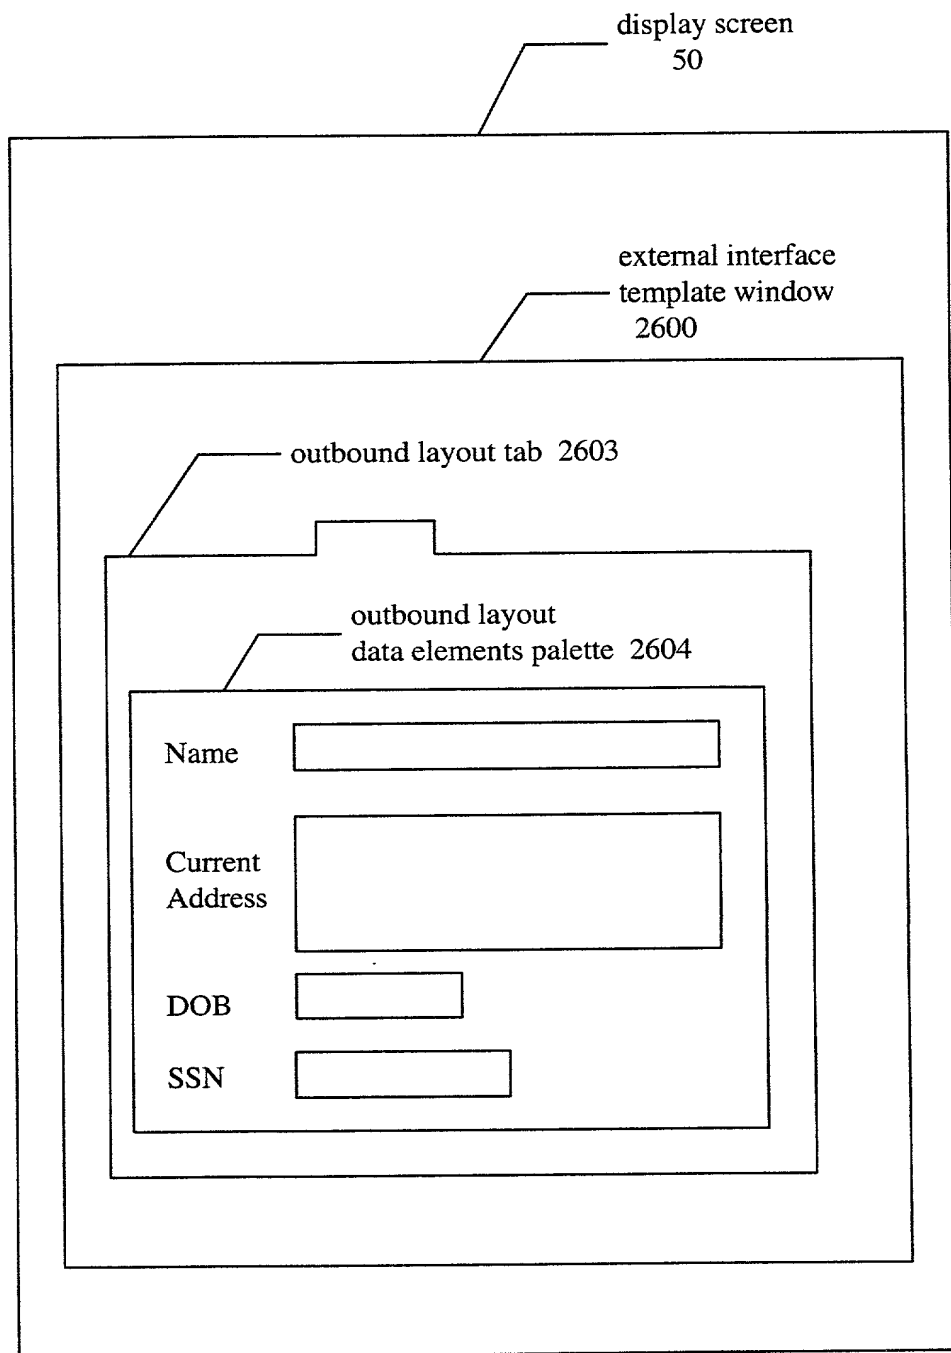 display screen
50
external interface
template window
2600
outbound layout tab 2603
outbound layout
data elements palette 2604
Name
Current
Address
DOB
SSN